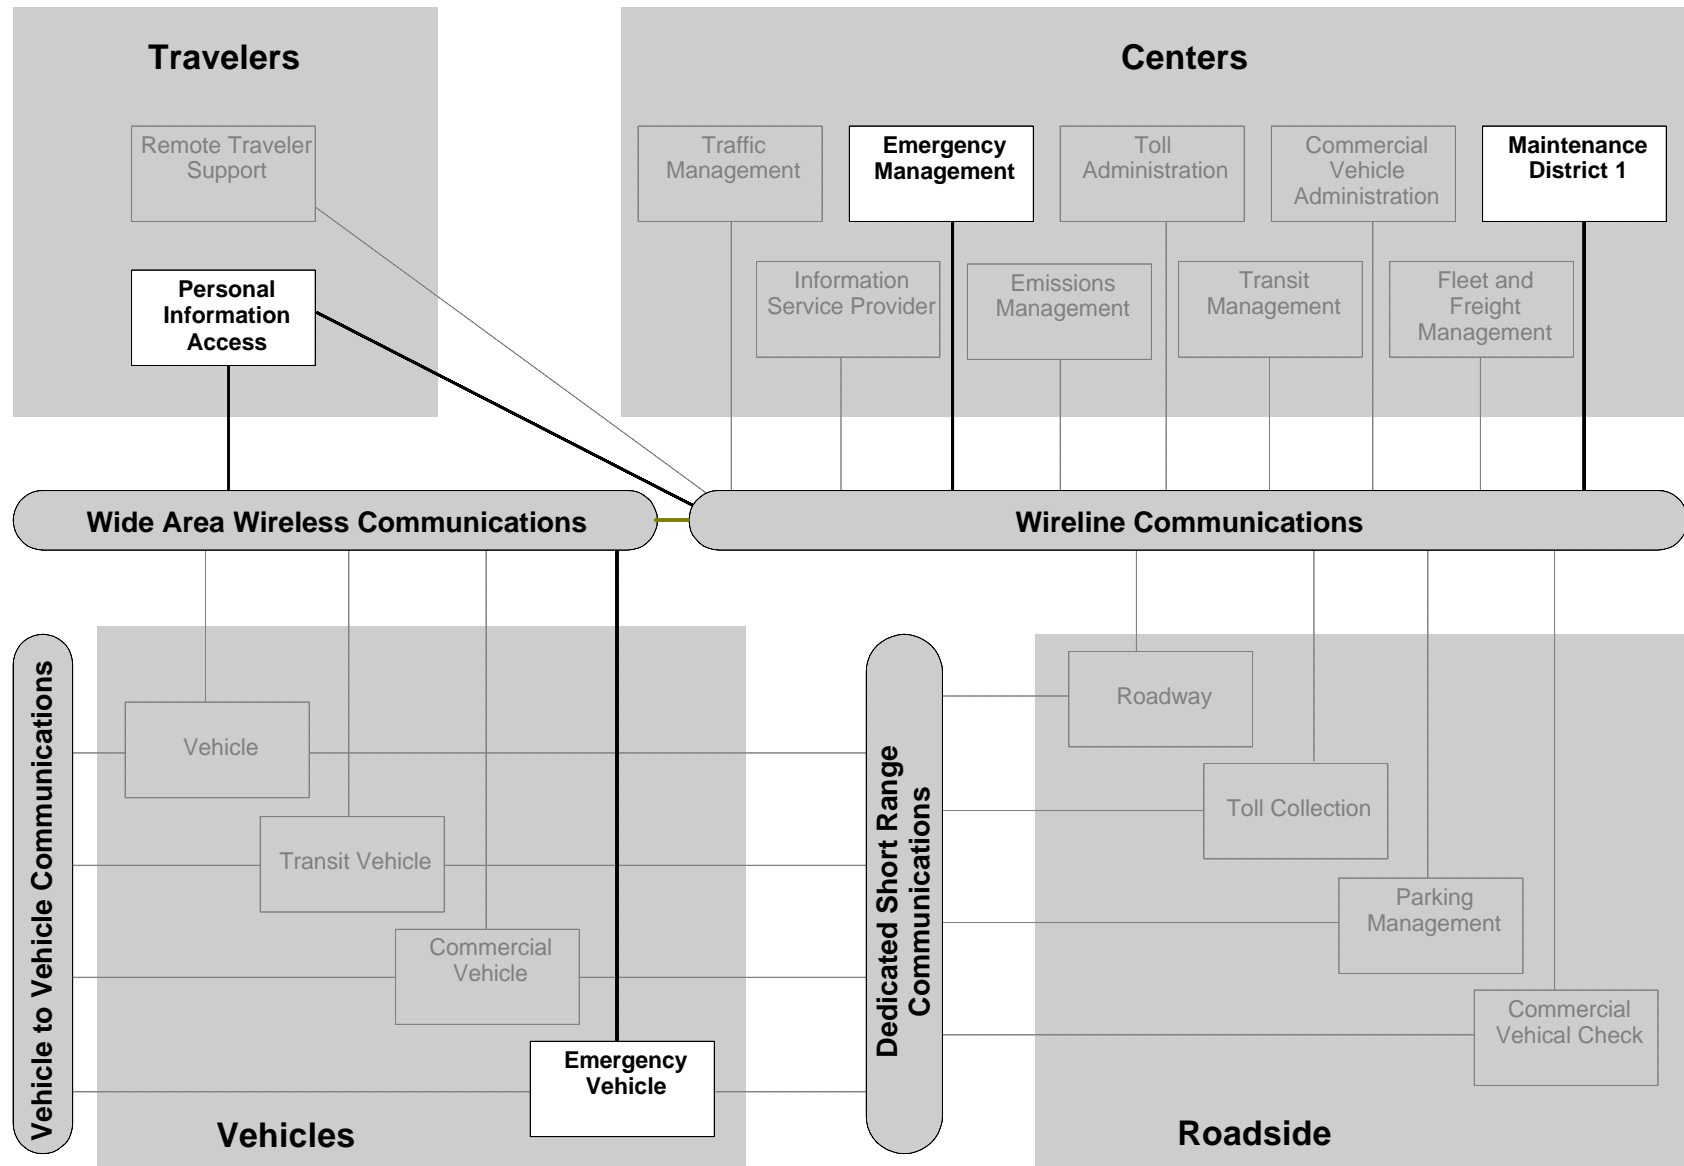 Travelers
Centers
Remote Traveler
Support
Personal
Information
Access
Traffic
Management
Emergency
Management
Toll
Administration
Commercial
Vehicle
Administration
Maintenance
District 1
Information
Service Provider
Emissions
Management
Transit
Management
Fleet and
Freight
Management
Wide Area Wireless Communications
Wireline Communications
Vehicle to Vehicle Communications
Vehicle
Transit Vehicle
Commercial
Vehicle
Emergency
Vehicle
Vehicles
Dedicated Short Range
Communications
Roadway
Toll Collection
Parking
Management
Commercial
Vehical Check
Roadside